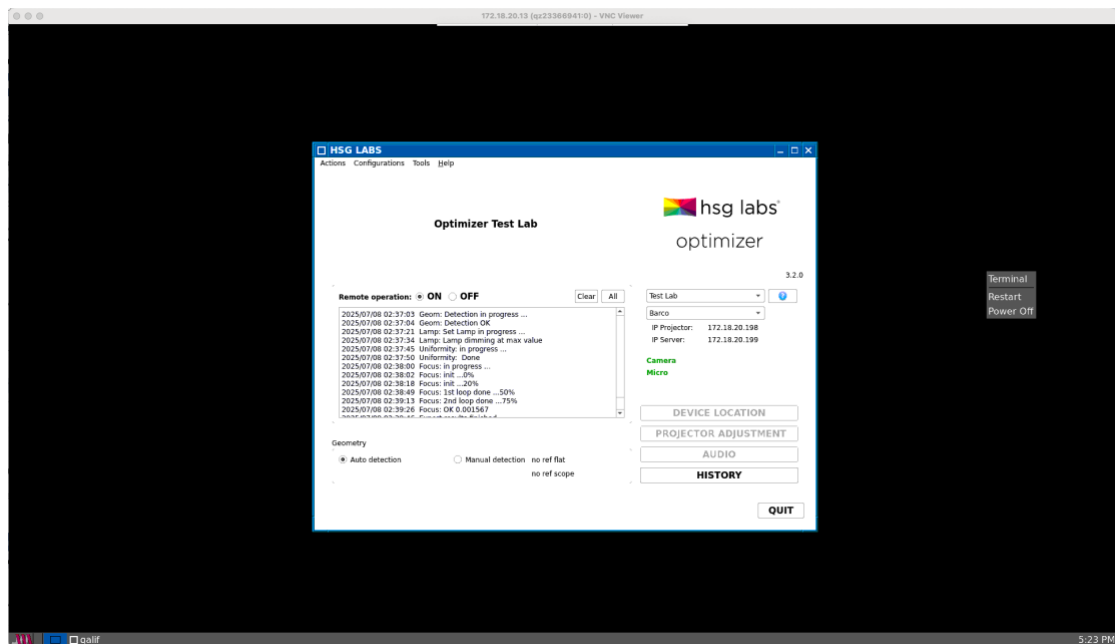 172.18.20.13 (qz23366941:0) - VNC Viewer
HSG LABS
Actions Configurations Tools Help
Optimizer Test Lab
hsg labs
optimizer
3.2.0
Remote operation: ON OFF Clear All
2025/07/08 02:37:03 Geom: Detection in progress ...
2025/07/08 02:37:04 Geom: Detection OK
2025/07/08 02:37:21 Lamp: Set Lamp in progress ...
2025/07/08 02:37:34 Lamp: Lamp dimming at max value
2025/07/08 02:37:45 Uniformity: in progress ...
2025/07/08 02:37:50 Uniformity: Done
2025/07/08 02:38:00 Focus: in progress ...
2025/07/08 02:38:02 Focus: init ...0%
2025/07/08 02:38:18 Focus: init ...20%
2025/07/08 02:38:49 Focus: 1st loop done ...50%
2025/07/08 02:39:13 Focus: 2nd loop done ...75%
2025/07/08 02:39:26 Focus: OK 0.001567
Test Lab
Barco
IP Projector: 172.18.20.198
IP Server: 172.18.20.199
Camera
Micro
DEVICE LOCATION
PROJECTOR ADJUSTMENT
AUDIO
HISTORY
Geometry
Auto detection Manual detection no ref flat
no ref scope
QUIT
Terminal
Restart
Power Off
qalif
5:23 PM